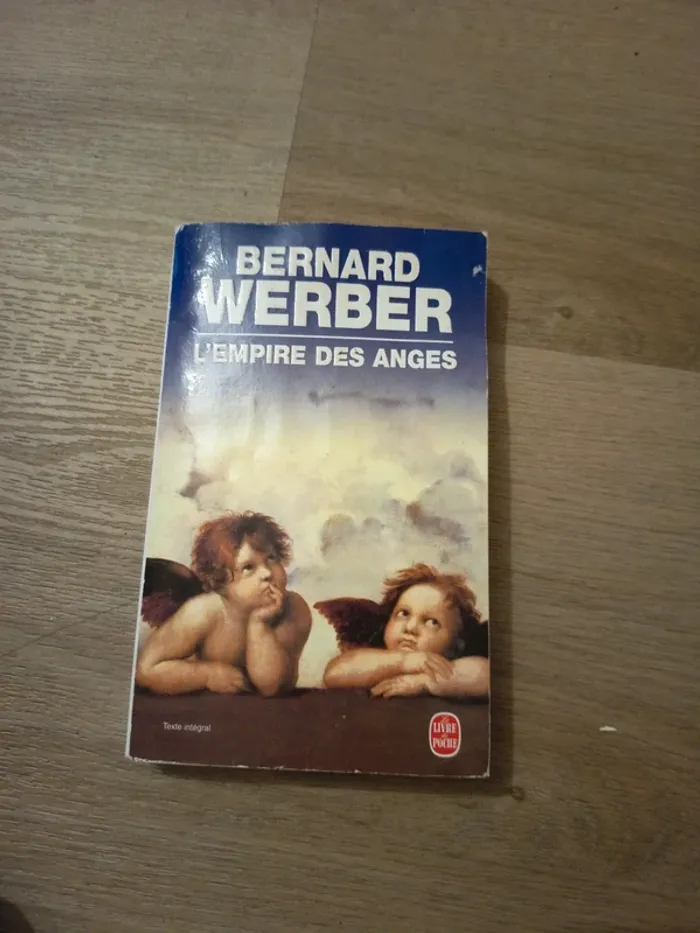 BERNARD
WERBER
L'EMPIRE DES ANGES
Texte intégral
Le
LIVRE
de
POCHE